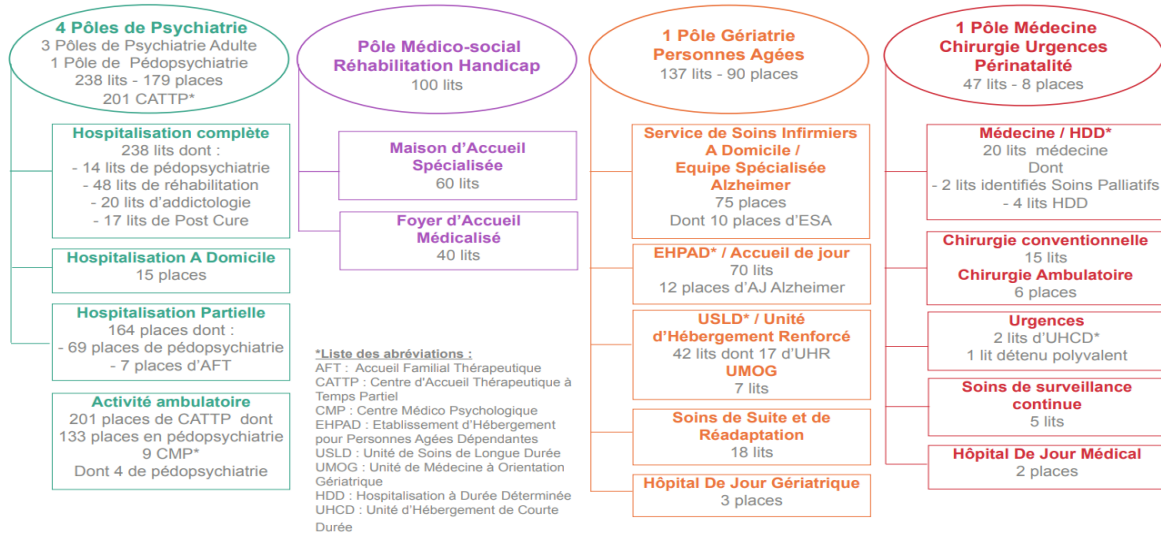 4 Pôles de Psychiatrie
3 Pôles de Psychiatrie Adulte
1 Pôle de Pédopsychiatrie
238 lits - 179 places
201 CATTP*
Hospitalisation complète
238 lits dont :
- 14 lits de pédopsychiatrie
- 48 lits de réhabilitation
- 20 lits d'addictologie
- 17 lits de Post Cure
Hospitalisation A Domicile
15 places
Hospitalisation Partielle
164 places dont :
- 69 places de pédopsychiatrie
- 7 places d'AFT
Activité ambulatoire
201 places de CATTP dont
133 places en pédopsychiatrie
9 CMP*
Dont 4 de pédopsychiatrie
Pôle Médico-social
Réhabilitation Handicap
100 lits
Maison d'Accueil
Spécialisée
60 lits
Foyer d'Accueil
Médicalisé
40 lits
*Liste des abréviations :
AFT : Accueil Familial Thérapeutique
CATTP : Centre d'Accueil Thérapeutique à
Temps Partiel
CMP : Centre Médico Psychologique
EHPAD : Etablissement d'Hébergement
pour Personnes Agées Dépendantes
USLD : Unité de Soins de Longue Durée
UMOG : Unité de Médecine à Orientation
Gériatrique
HDD : Hospitalisation à Durée Déterminée
UHCD : Unité d'Hébergement de Courte
Durée
1 Pôle Gériatrie
Personnes Agées
137 lits - 90 places
Service de Soins Infirmiers
A Domicile /
Equipe Spécialisée
Alzheimer
75 places
Dont 10 places d'ESA
EHPAD* / Accueil de jour
70 lits
12 places d'AJ Alzheimer
USLD* / Unité
d'Hébergement Renforcé
42 lits dont 17 d'UHR
UMOG
7 lits
Soins de Suite et de
Réadaptation
18 lits
Hôpital De Jour Gériatrique
3 places
1 Pôle Médecine
Chirurgie Urgences
Périnatalité
47 lits - 8 places
Médecine / HDD*
20 lits médecine
Dont
- 2 lits identifiés Soins Palliatifs
- 4 lits HDD
Chirurgie conventionnelle
15 lits
Chirurgie Ambulatoire
6 places
Urgences
2 lits d'UHCD*
1 lit détenu polyvalent
Soins de surveillance
continue
5 lits
Hôpital De Jour Médical
2 places